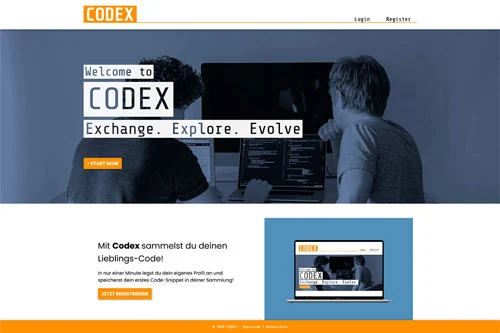 CODEX
Login Register
Welcome to
CODEX
Exchange. Explore. Evolve
> START NOW
Mit Codex sammelst du deinen
Lieblings-Code!
In nur einer Minute legst du dein eigenes Profil an und
speicherst dein erstes Code-Snippet in deiner Sammlung!
JETZT REGISTRIEREN
CODEX
Welcome to
CODEX
Exchange. Explore. Evolve